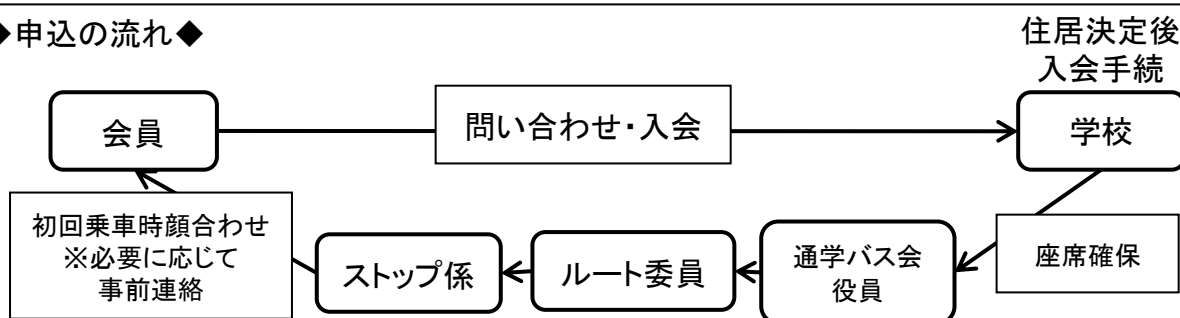 ◆申込の流れ◆
住居決定後
入会手続
会員
問い合わせ・入会
学校
初回乗車時顔合わせ
※必要に応じて
事前連絡
ストップ係
ルート委員
通学バス会
役員
座席確保